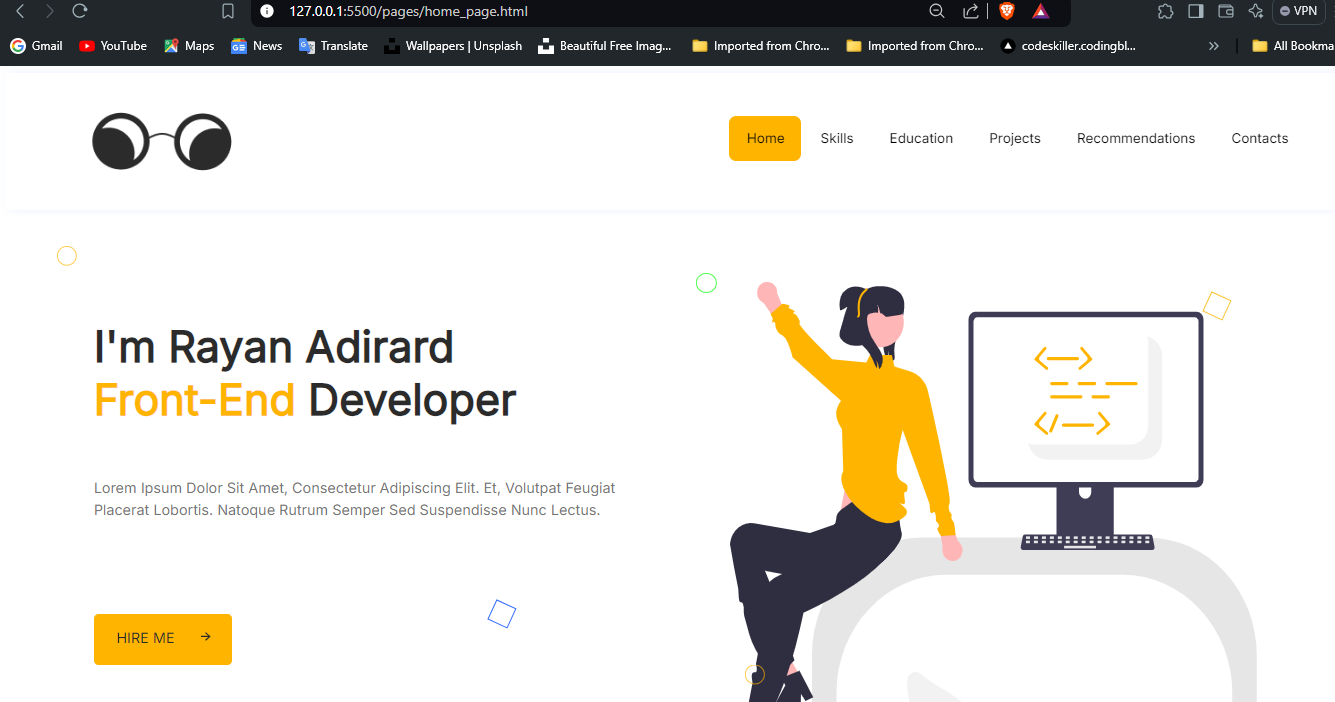 127.0.0.1:5500/pages/home_page.html
VPN
Gmail YouTube Maps News Translate Wallpapers | Unsplash Beautiful Free Imag... Imported from Chro... Imported from Chro... codeskiller.codingbl... » All Bookma
Home Skills Education Projects Recommendations Contacts
I'm Rayan Adirard
Front-End Developer
Lorem Ipsum Dolor Sit Amet, Consectetur Adipiscing Elit. Et, Volutpat Feugiat
Placerat Lobortis. Natoque Rutrum Semper Sed Suspendisse Nunc Lectus.
HIRE ME →